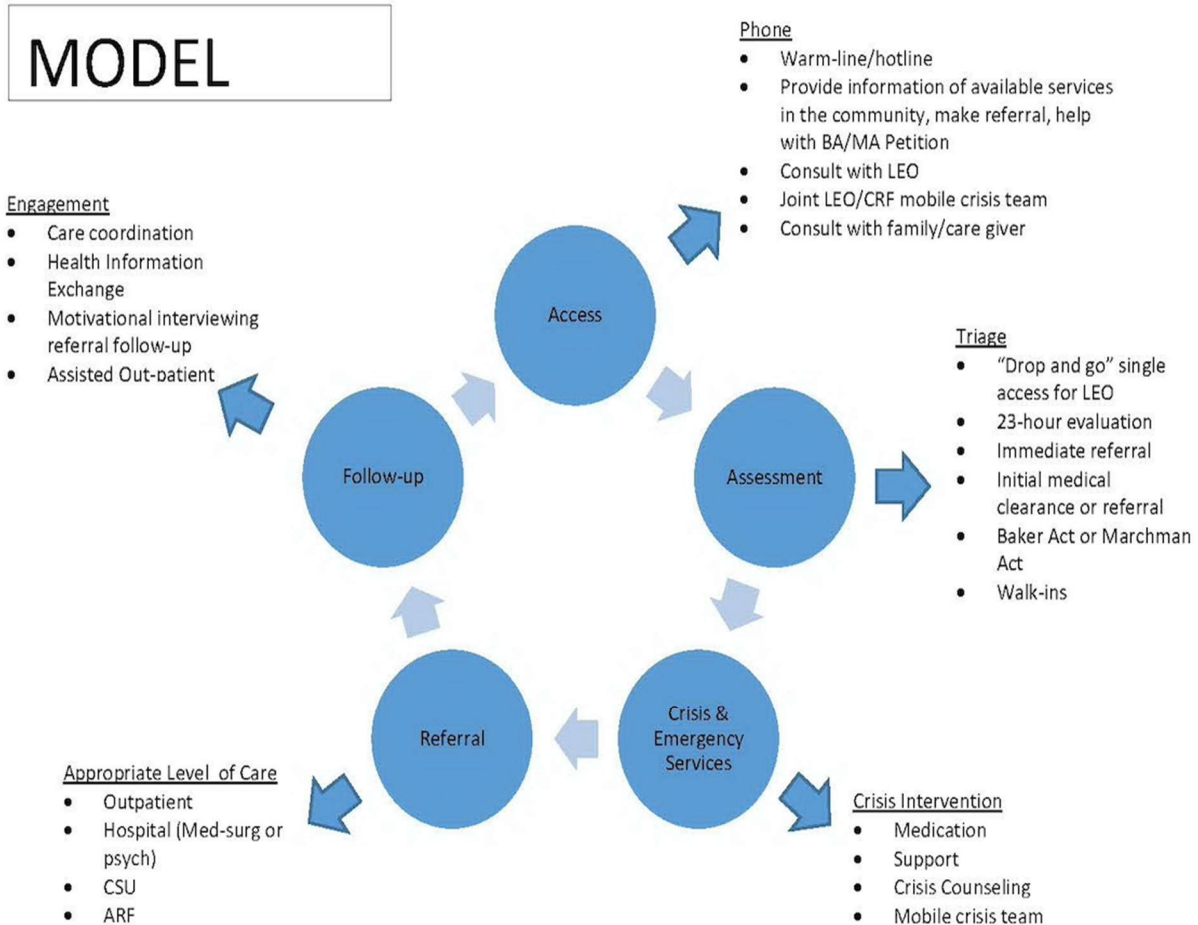 MODEL
Phone
• Warm-line/hotline
• Provide information of available services
in the community, make referral, help
with BA/MA Petition
• Consult with LEO
• Joint LEO/CRF mobile crisis team
• Consult with family/care giver
Engagement
• Care coordination
• Health Information
Exchange
• Motivational interviewing
referral follow-up
• Assisted Out-patient
Access
Triage
• “Drop and go” single
access for LEO
• 23-hour evaluation
• Immediate referral
• Initial medical
clearance or referral
• Baker Act or Marchman
Act
• Walk-ins
Follow-up
Assessment
Referral
Crisis &
Emergency
Services
Appropriate Level of Care
• Outpatient
• Hospital (Med-surg or
psych)
• CSU
• ARF
Crisis Intervention
• Medication
• Support
• Crisis Counseling
• Mobile crisis team